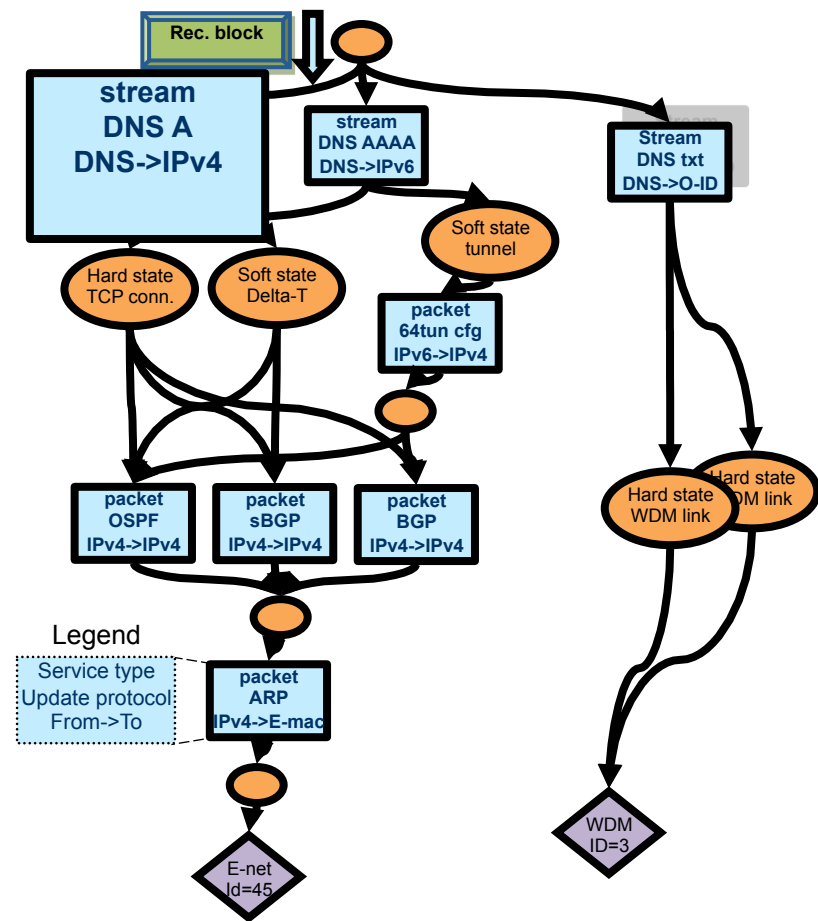 Rec. block
stream
DNS A
DNS->IPv4
stream
DNS AAAA
DNS->IPv6
Stream
DNS txt
DNS->O-ID
Soft state
tunnel
Hard state
TCP conn.
Soft state
Delta-T
packet
64tun cfg
IPv6->IPv4
Hard state
WDM link
Hard state
link
packet
OSPF
IPv4->IPv4
packet
sBGP
IPv4->IPv4
packet
BGP
IPv4->IPv4
Legend
Service type
Update protocol
From->To
packet
ARP
IPv4->E-mac
WDM
ID=3
E-net
Id=45